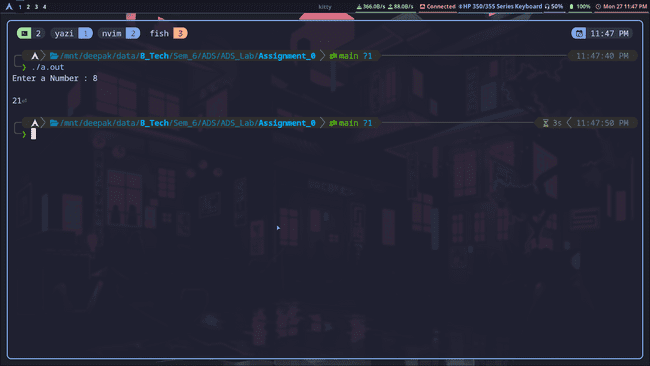 1 2 3 4 kitty 366.0B/s 88.0B/s Connected HP 350/355 Series Keyboard 50% 100% Mon 27 11:47 PM
2 yazi 1 nvim 2 fish 3 11:47 PM
/mnt/deepak/data/B_Tech/Sem_6/ADS/ADS_Lab/Assignment_0 main ?1 11:47:40 PM
❯ ./a.out
Enter a Number : 8
21⏎
/mnt/deepak/data/B_Tech/Sem_6/ADS/ADS_Lab/Assignment_0 main ?1 3s 11:47:50 PM
❯